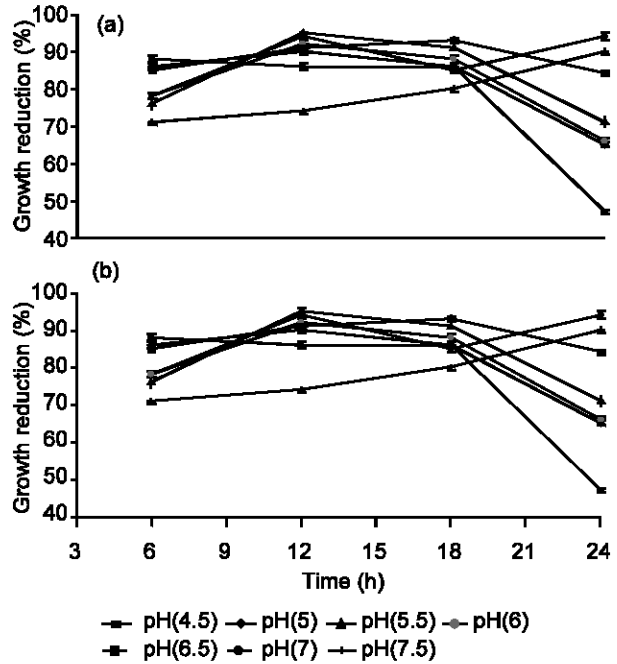 (a)
Growth reduction (%)
100
90
80
70
60
50
40
(b)
Growth reduction (%)
100
90
80
70
60
50
40
3 6 9 12 15 18 21 24
Time (h)
pH(4.5) pH(5) pH(5.5) pH(6)
pH(6.5) pH(7) pH(7.5)